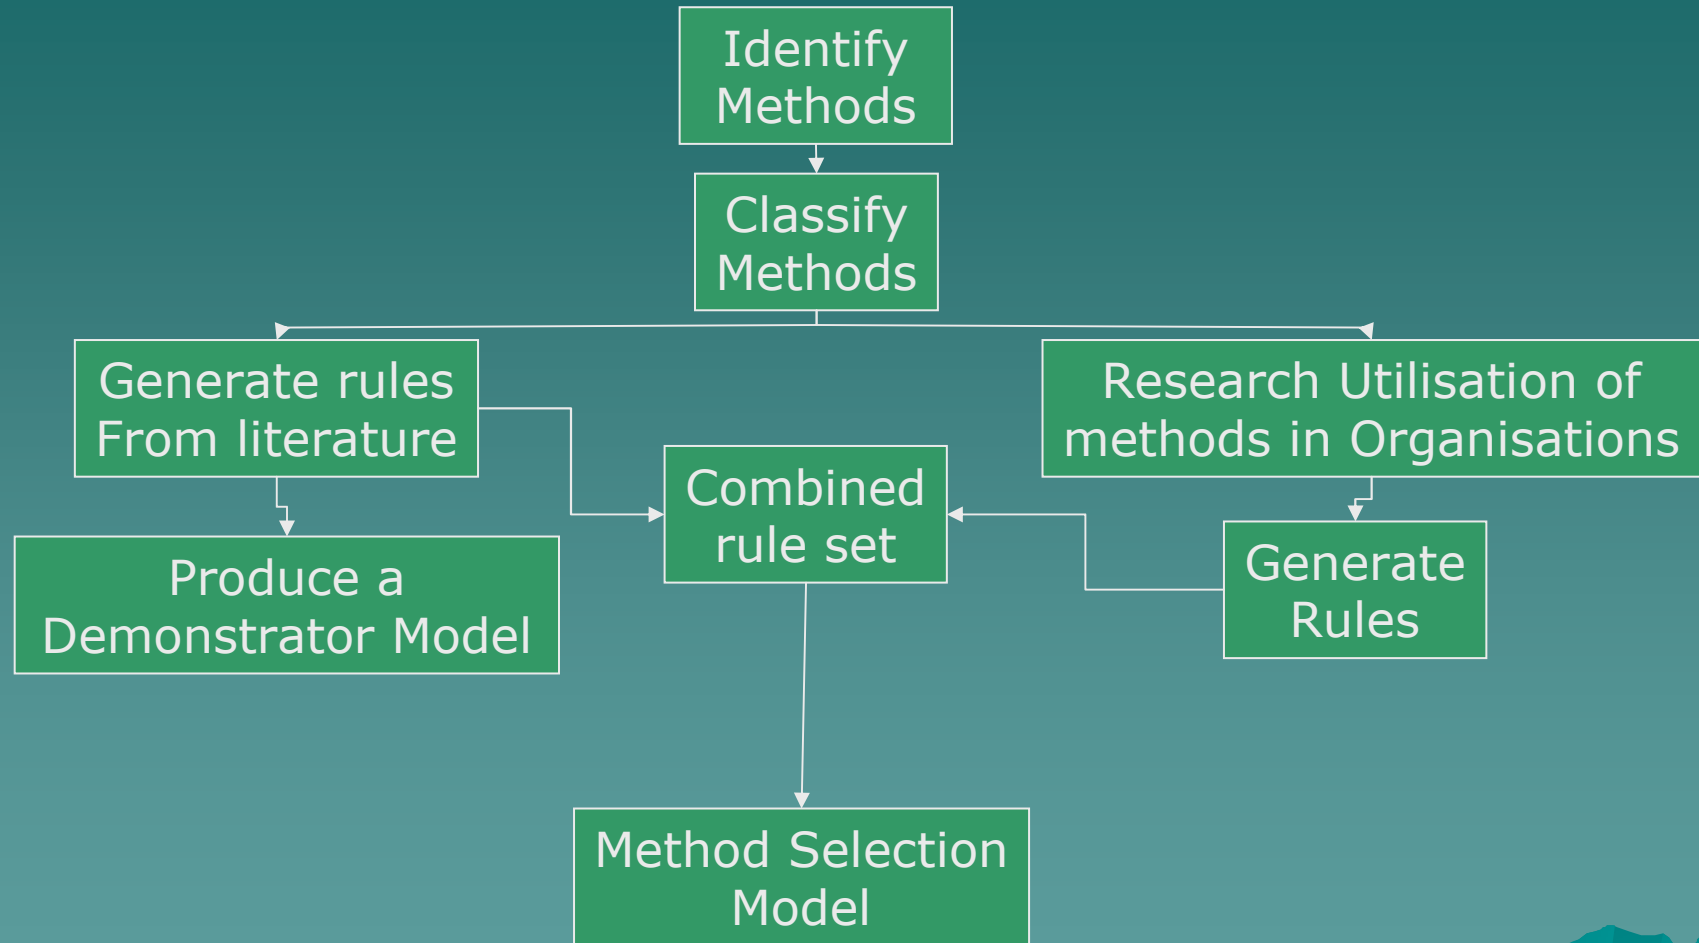 Identify
Methods
Classify
Methods
Generate rules
From literature
Research Utilisation of
methods in Organisations
Combined
rule set
Produce a
Demonstrator Model
Generate
Rules
Method Selection
Model